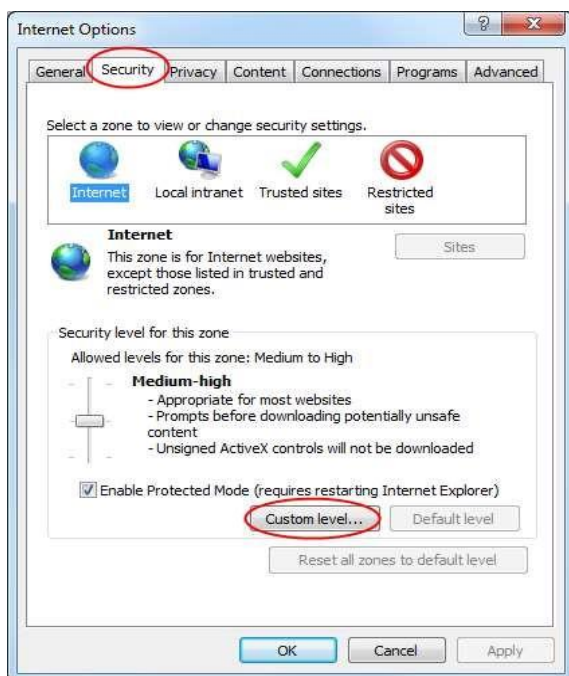 Internet Options
General Security Privacy Content Connections Programs Advanced
Select a zone to view or change security settings.
Internet Local intranet Trusted sites Restricted
sites
Internet
This zone is for Internet websites,
except those listed in trusted and
restricted zones.
Sites
Security level for this zone
Allowed levels for this zone: Medium to High
Medium-high
- Appropriate for most websites
- Prompts before downloading potentially unsafe
content
- Unsigned ActiveX controls will not be downloaded
Enable Protected Mode (requires restarting Internet Explorer)
Custom level... Default level
Reset all zones to default level
OK Cancel Apply